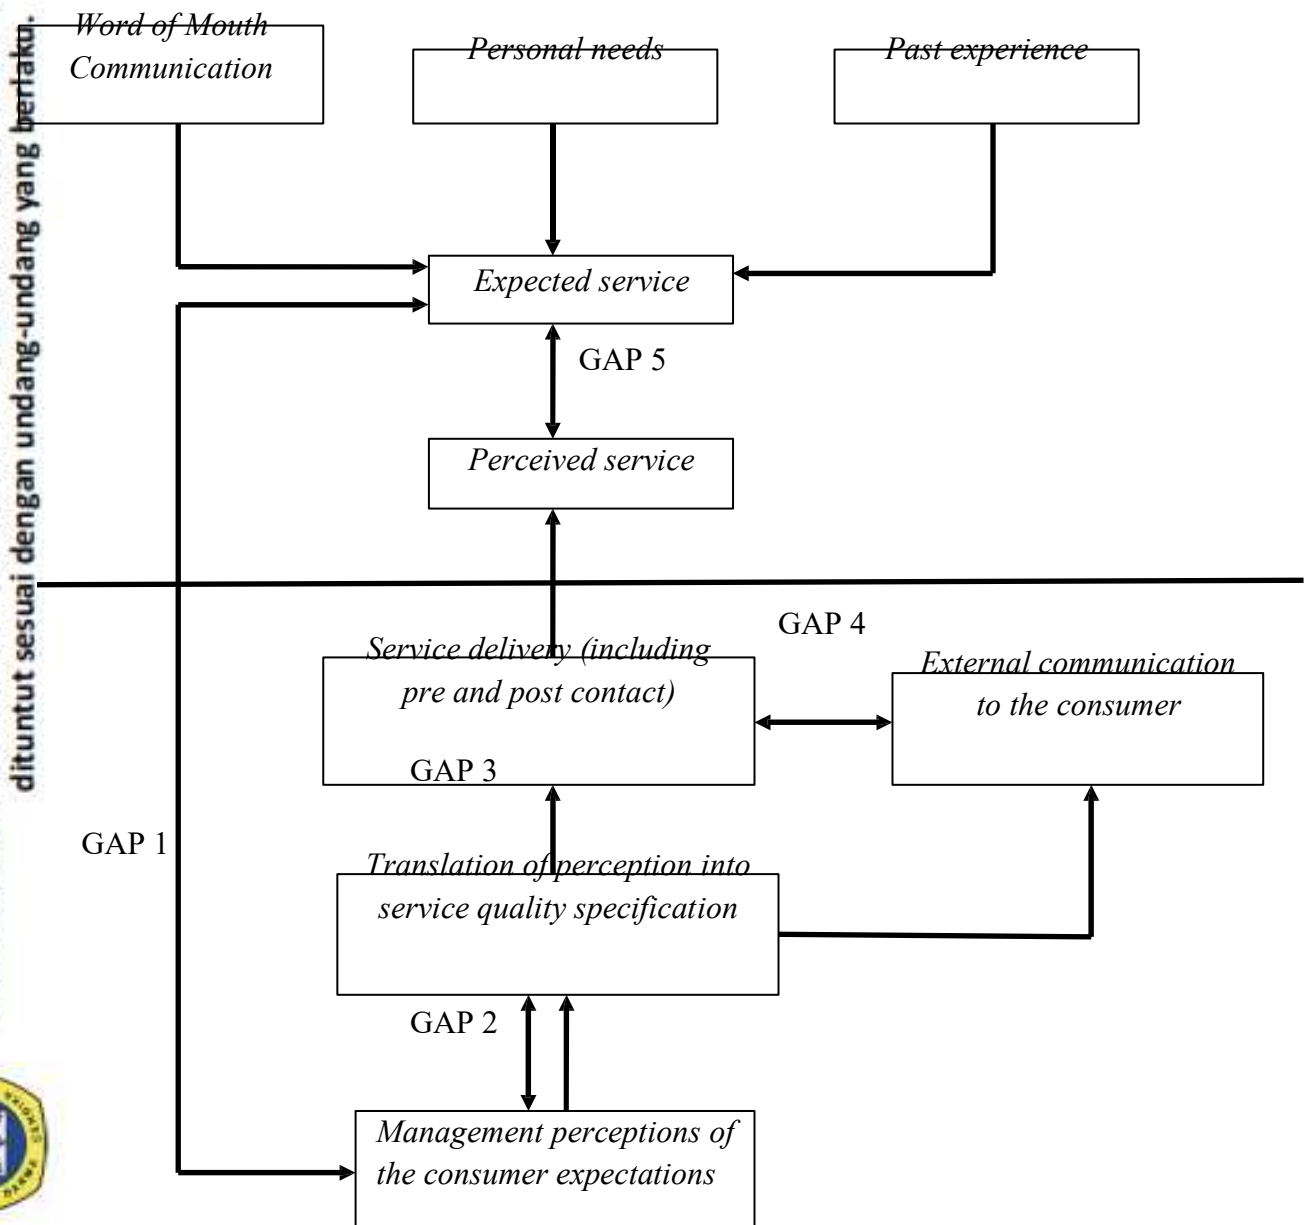 dituntut sesuai dengan undang-undang yang berlaku.
Word of Mouth
Communication
Personal needs
Past experience
Expected service
GAP 5
Perceived service
GAP 4
Service delivery (including
pre and post contact)
External communication
to the consumer
GAP 3
GAP 1
Translation of perception into
service quality specification
GAP 2
Management perceptions of
the consumer expectations